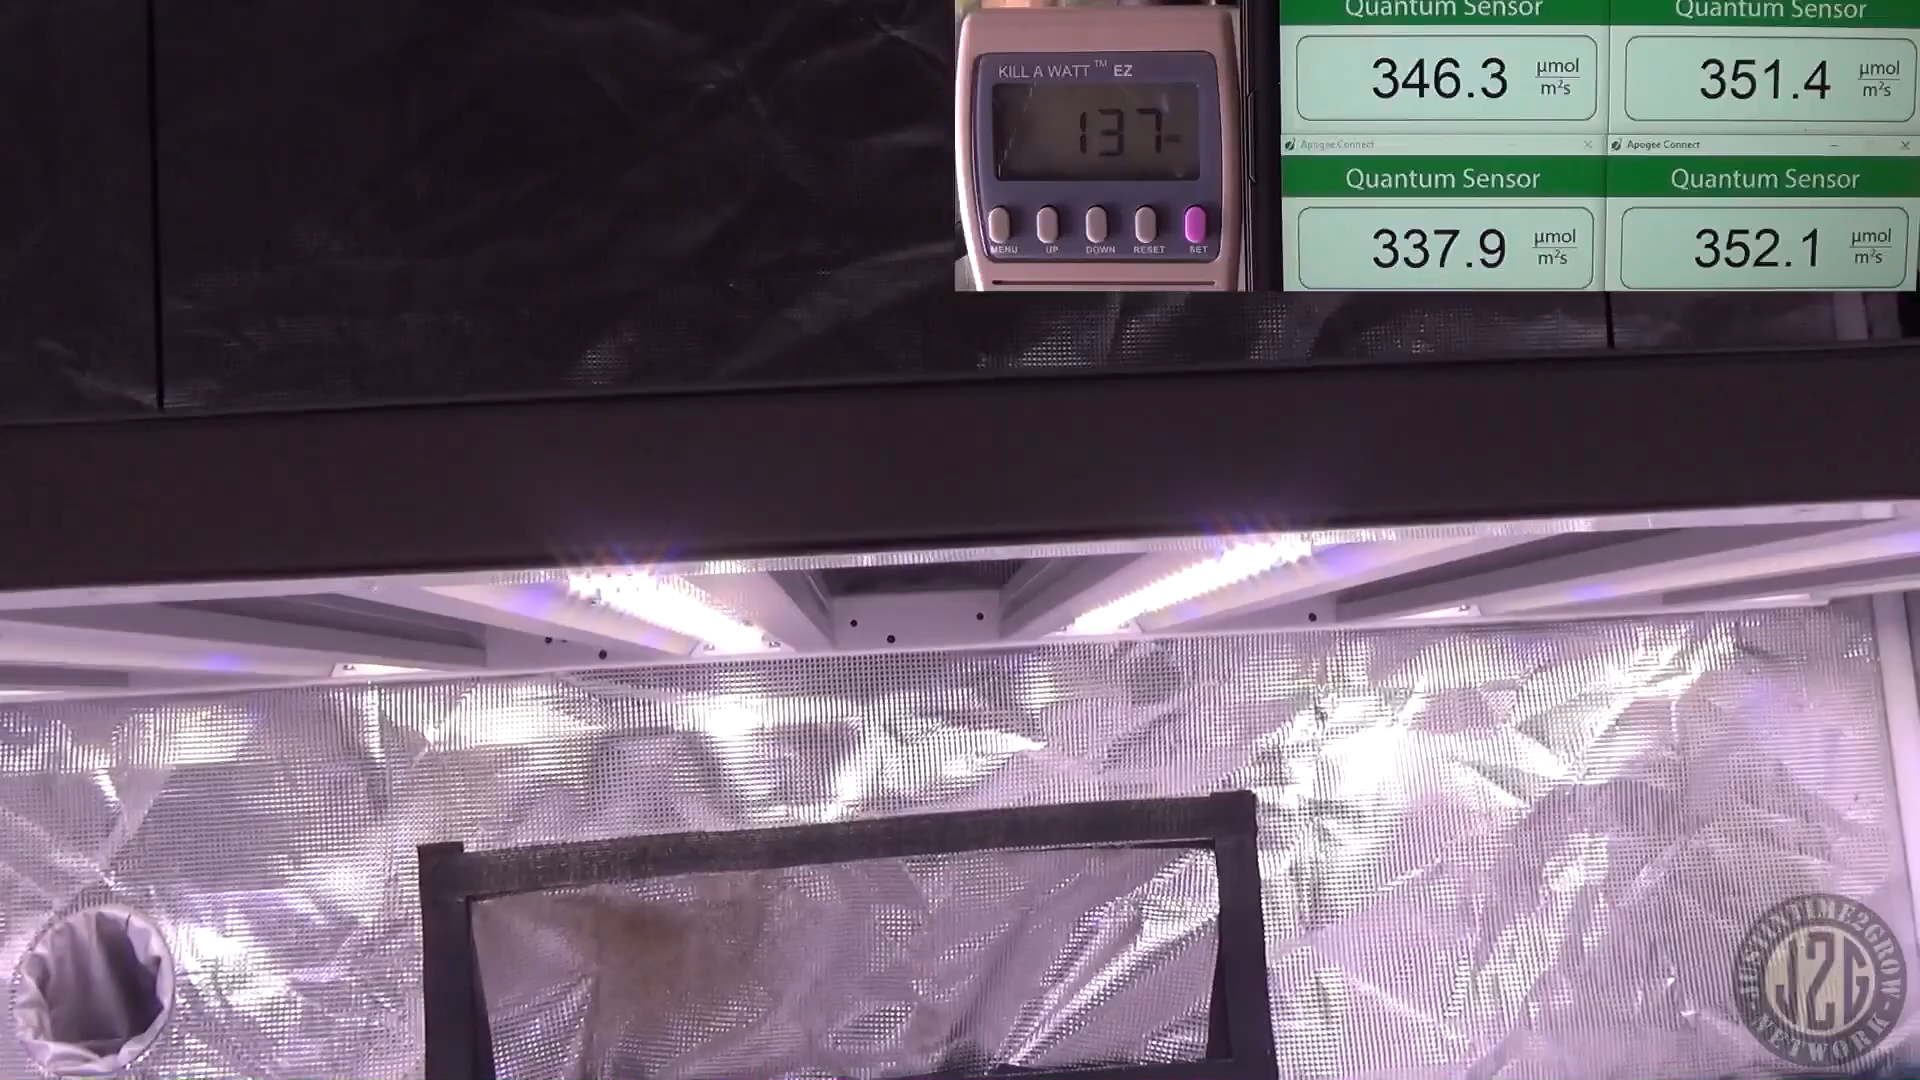 KILL A WATT™ EZ
137
MENU UP DOWN RESET SET
Quantum Sensor
346.3 µmol
m²s
Quantum Sensor
351.4 µmol
m²s
Apogee Connect
Quantum Sensor
337.9 µmol
m²s
Apogee Connect
Quantum Sensor
352.1 µmol
m²s
JUSTLVTIME2GROW
J2G
NETWORK